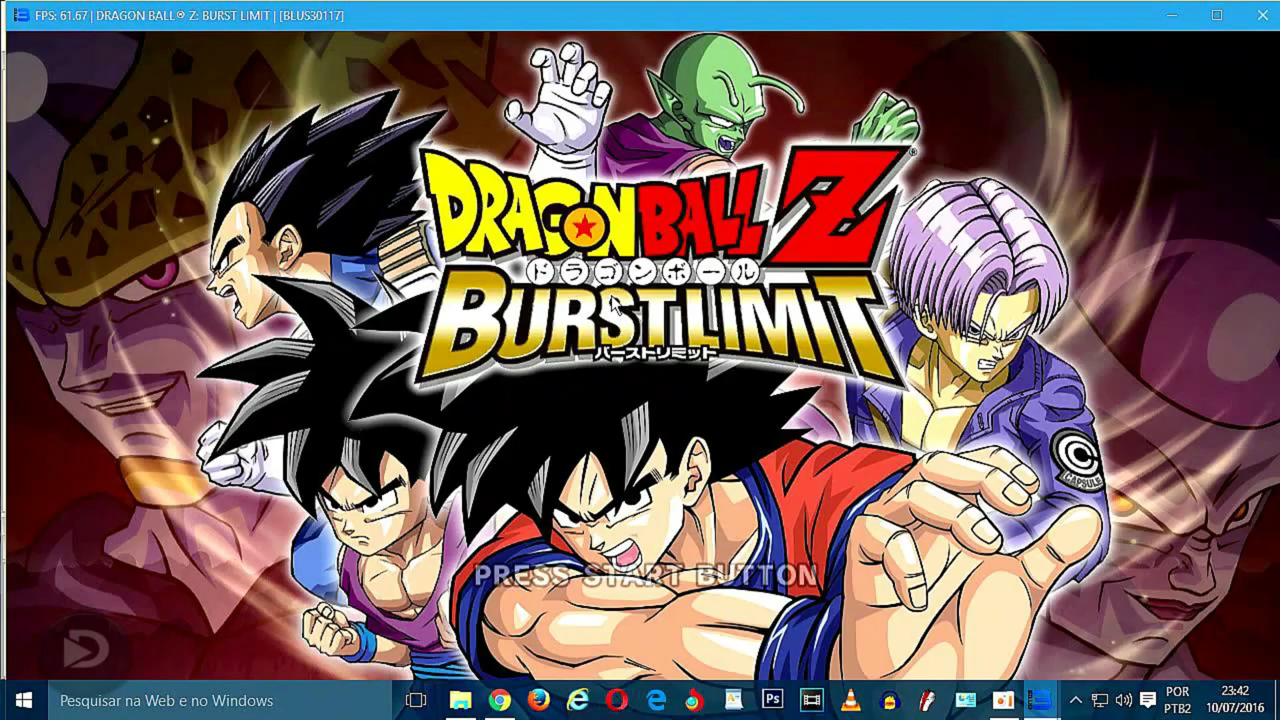 FPS: 61.67 | DRAGON BALL® Z: BURST LIMIT | [BLUS30117]
DRAGON BALL Z ®
ドラゴンボール
BURST LIMIT
バーストリミット
CAPSULE
PRESS START BUTTON
Pesquisar na Web e no Windows
Ps
POR
PTB2
23:42
10/07/2016